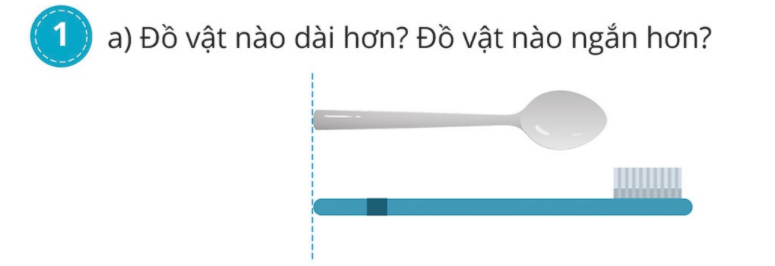 1 a) Đồ vật nào dài hơn? Đồ vật nào ngắn hơn?